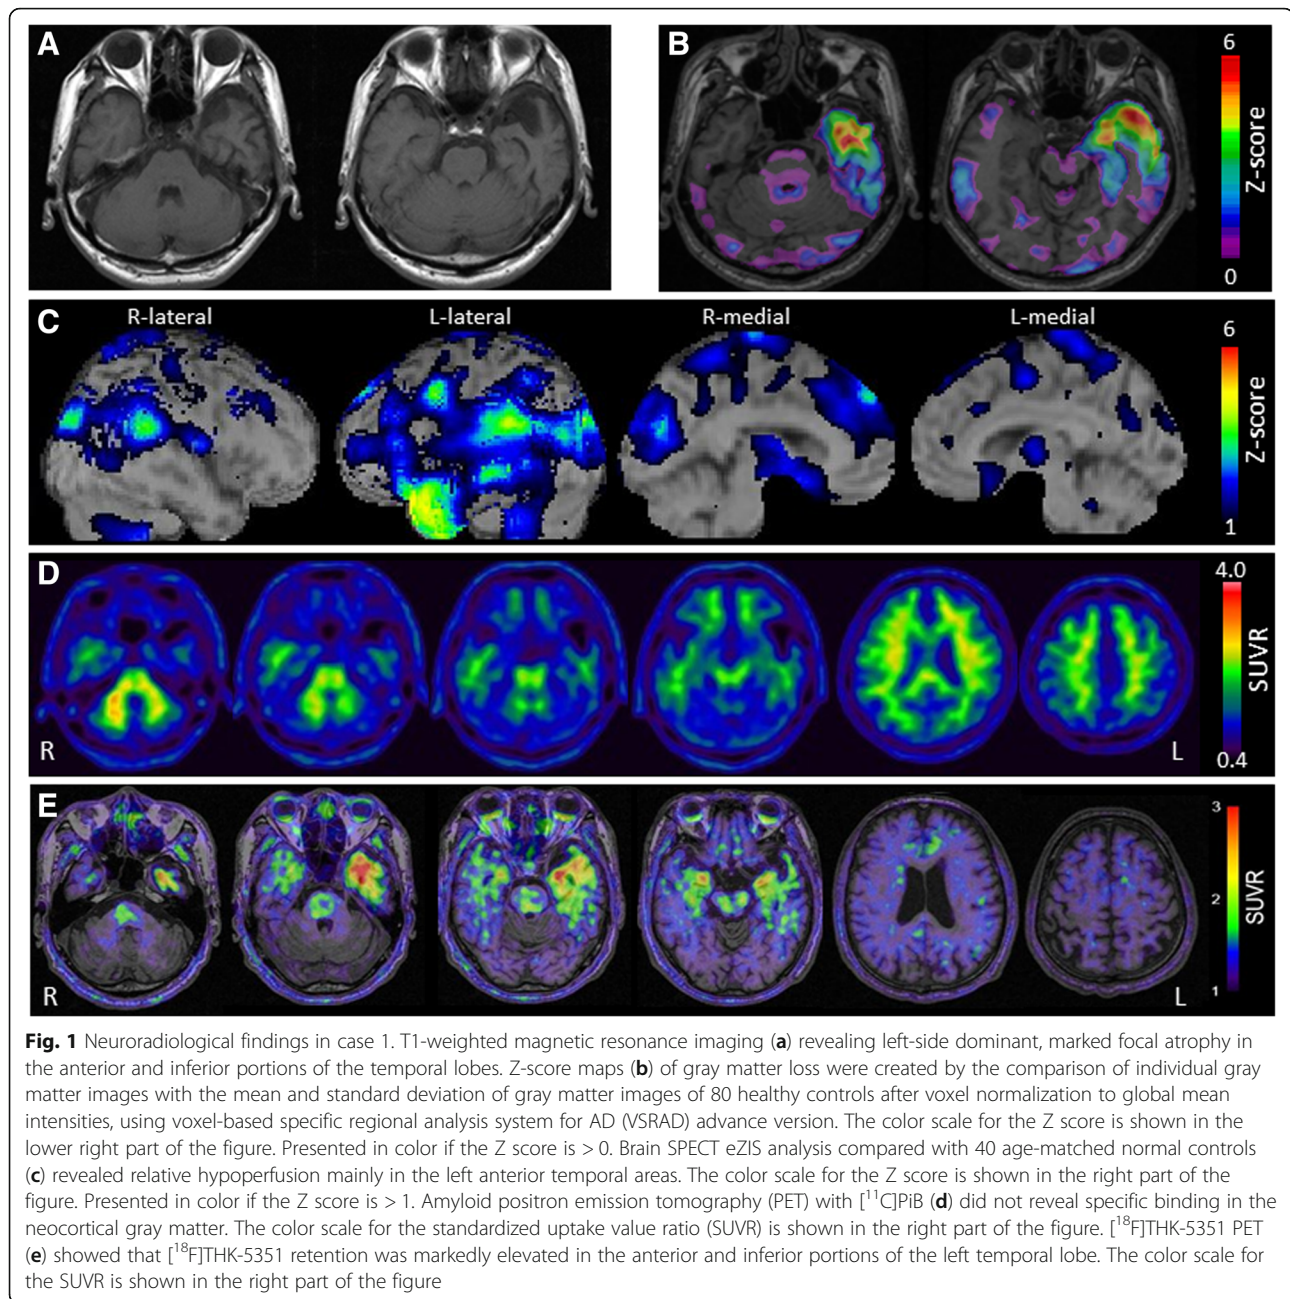 A
B
6
Z-score
0
C
R-lateral
L-lateral
R-medial
L-medial
6
Z-score
1
D
4.0
SUVR
0.4
R
L
E
3
2
SUVR
1
R
L
Fig. 1 Neuroradiological findings in case 1. T1-weighted magnetic resonance imaging (a) revealing left-side dominant, marked focal atrophy in
the anterior and inferior portions of the temporal lobes. Z-score maps (b) of gray matter loss were created by the comparison of individual gray
matter images with the mean and standard deviation of gray matter images of 80 healthy controls after voxel normalization to global mean
intensities, using voxel-based specific regional analysis system for AD (VSRAD) advance version. The color scale for the Z score is shown in the
lower right part of the figure. Presented in color if the Z score is > 0. Brain SPECT eZIS analysis compared with 40 age-matched normal controls
(c) revealed relative hypoperfusion mainly in the left anterior temporal areas. The color scale for the Z score is shown in the right part of the
figure. Presented in color if the Z score is > 1. Amyloid positron emission tomography (PET) with [¹¹C]PiB (d) did not reveal specific binding in the
neocortical gray matter. The color scale for the standardized uptake value ratio (SUVR) is shown in the right part of the figure. [¹⁸F]THK-5351 PET
(e) showed that [¹⁸F]THK-5351 retention was markedly elevated in the anterior and inferior portions of the left temporal lobe. The color scale for
the SUVR is shown in the right part of the figure